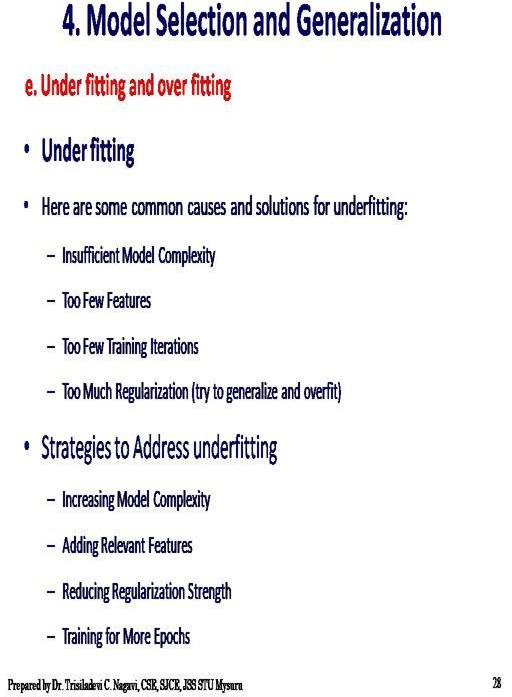 4. Model Selection and Generalization
e. Under fitting and over fitting
• Under fitting
• Here are some common causes and solutions for underfitting:
– Insufficient Model Complexity
– Too Few Features
– Too Few Training Iterations
– Too Much Regularization (try to generalize and overfit)
• Strategies to Address underfitting
– Increasing Model Complexity
– Adding Relevant Features
– Reducing Regularization Strength
– Training for More Epochs
Prepared by Dr. Trisiladevi C. Nagavi, CSE, SJCE, JSS STU Mysuru
28